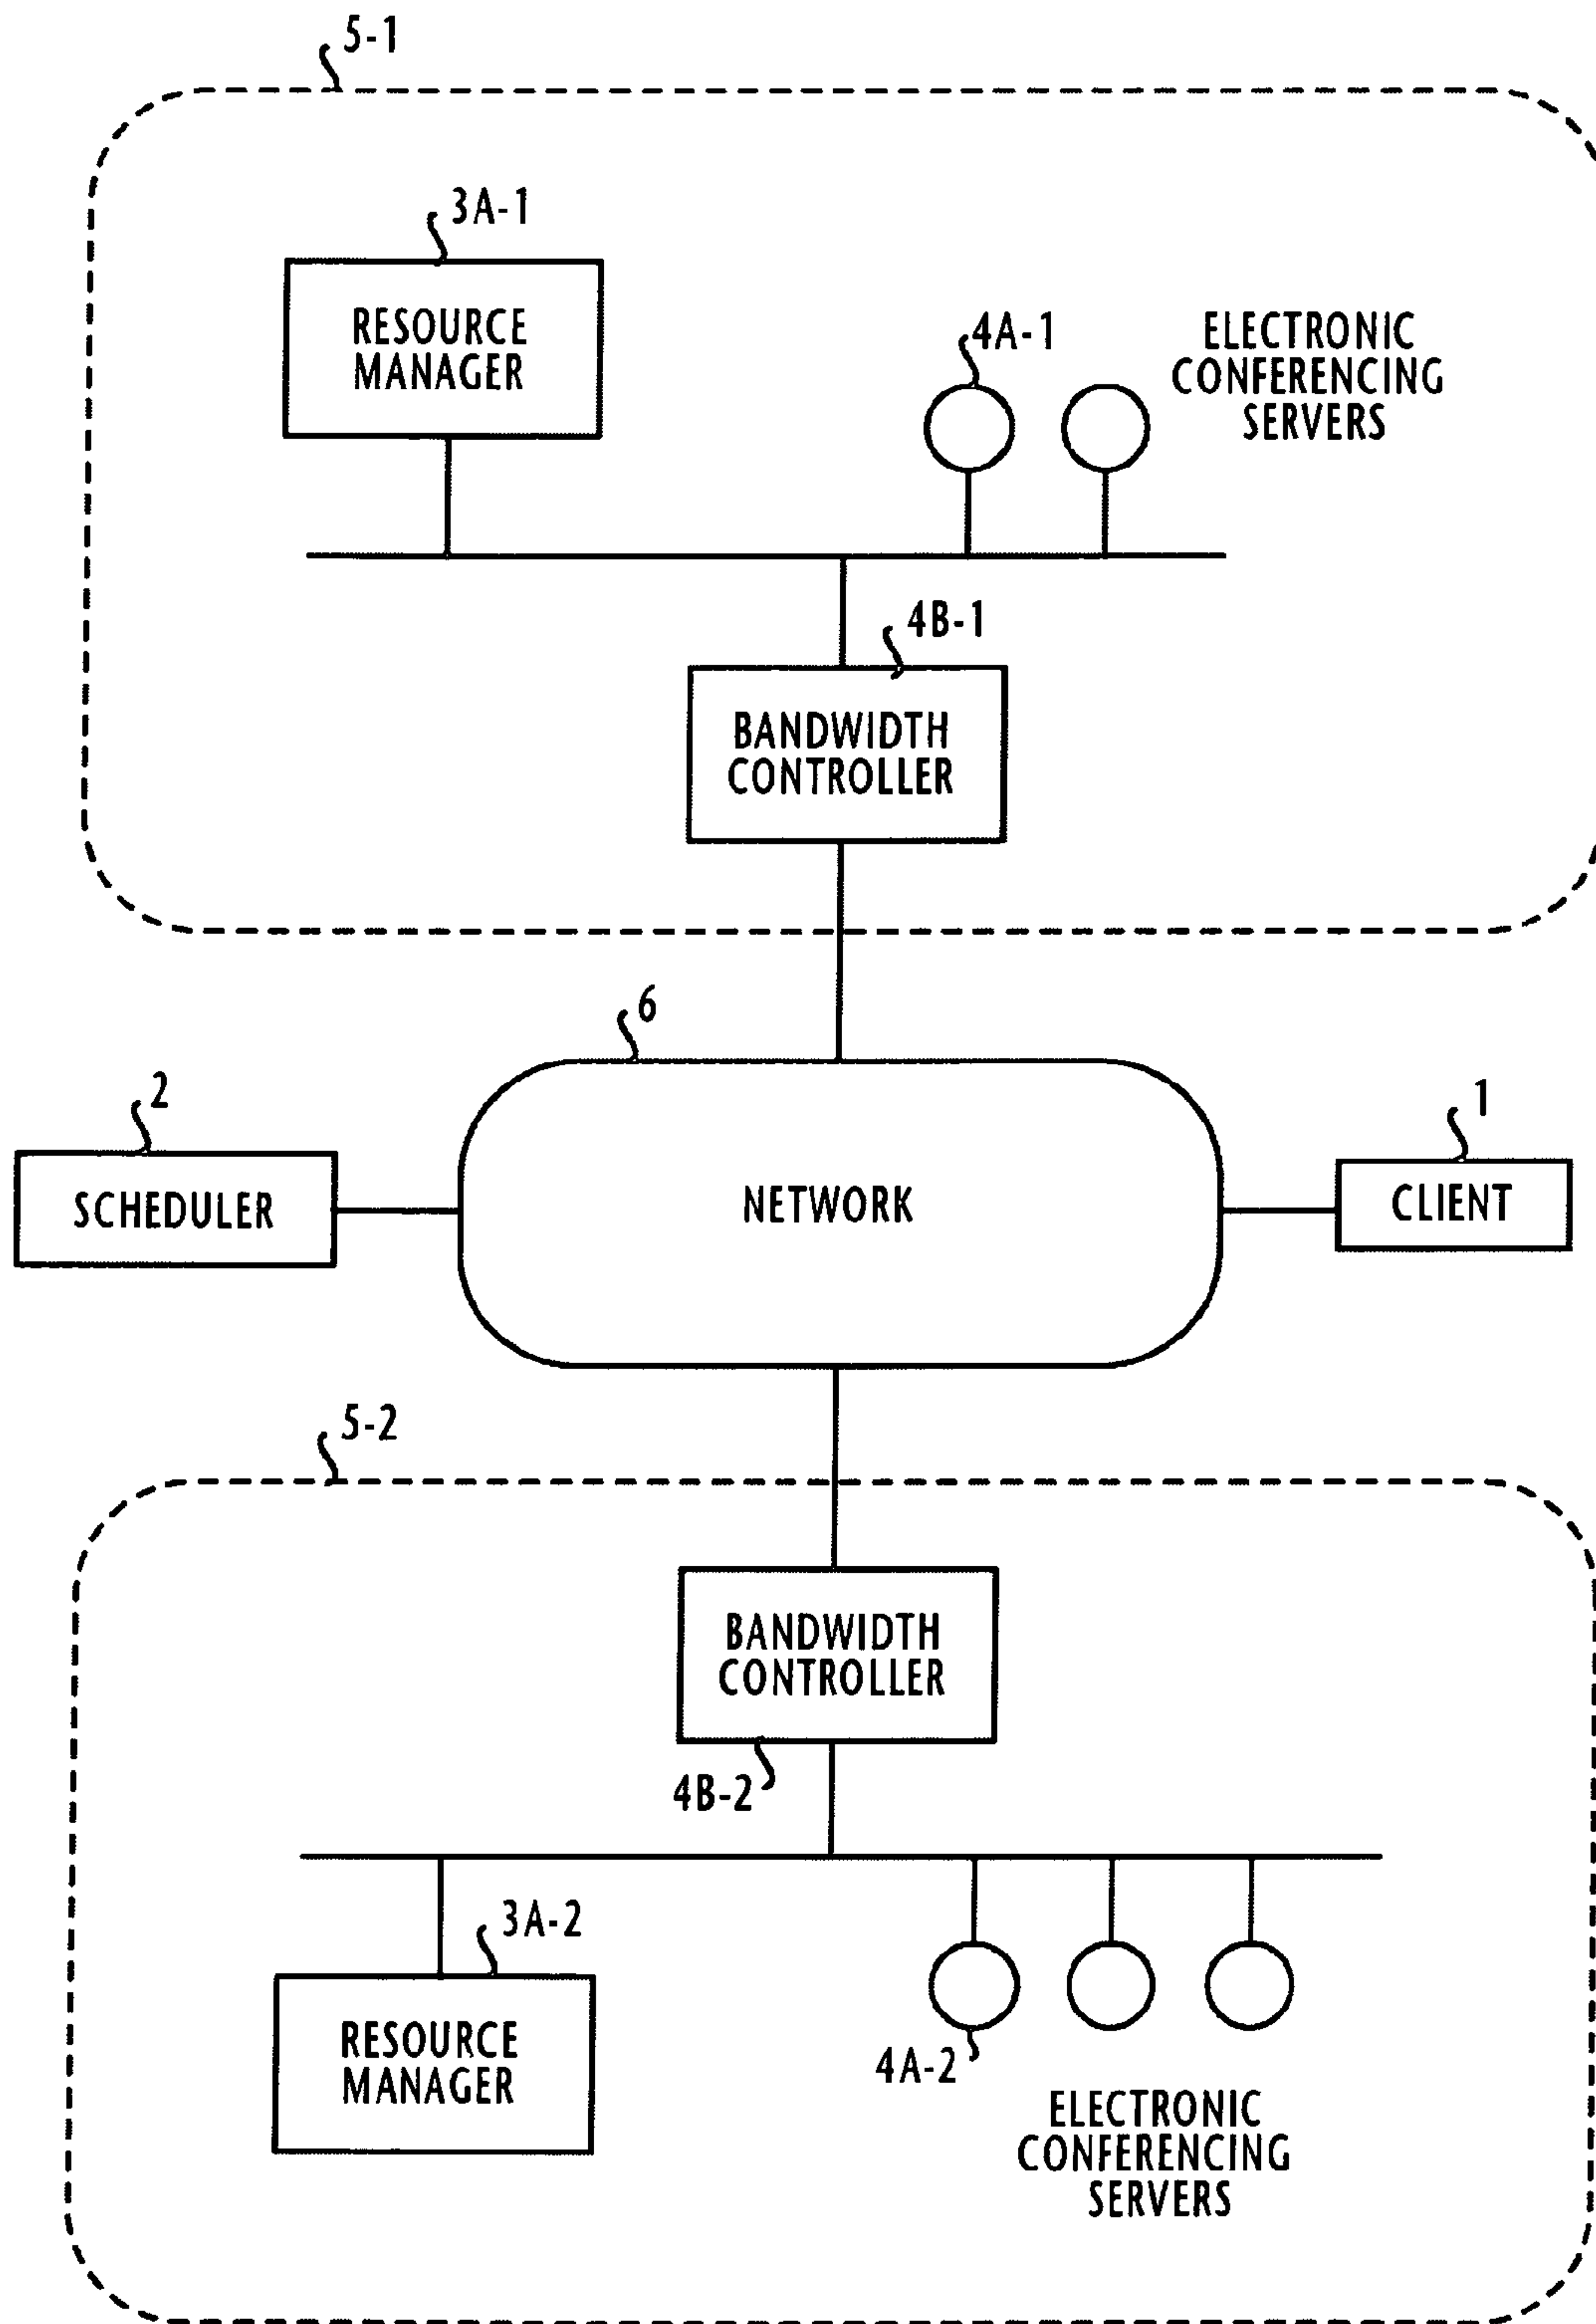 5-1
3A-1
RESOURCE
MANAGER
4A-1
ELECTRONIC
CONFERENCING
SERVERS
4B-1
BANDWIDTH
CONTROLLER
6
2
SCHEDULER
NETWORK
1
CLIENT
5-2
BANDWIDTH
CONTROLLER
4B-2
3A-2
RESOURCE
MANAGER
4A-2
ELECTRONIC
CONFERENCING
SERVERS